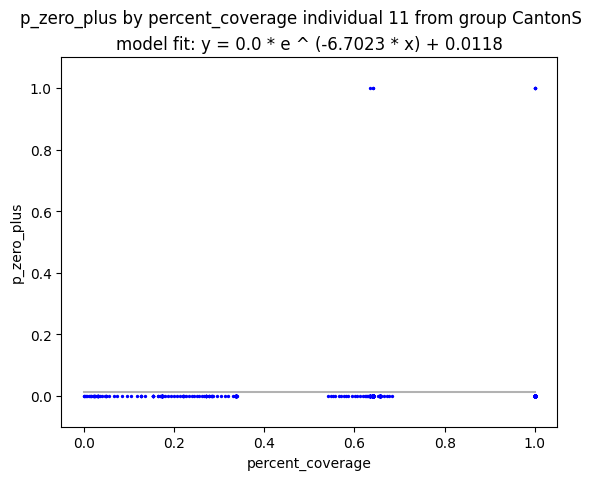 p_zero_plus by percent_coverage individual 11 from group CantonS
model fit: y = 0.0 * e ^ (-6.7023 * x) + 0.0118
1.0
0.8
0.6
0.4
0.2
0.0
p_zero_plus
0.0 0.2 0.4 0.6 0.8 1.0
percent_coverage